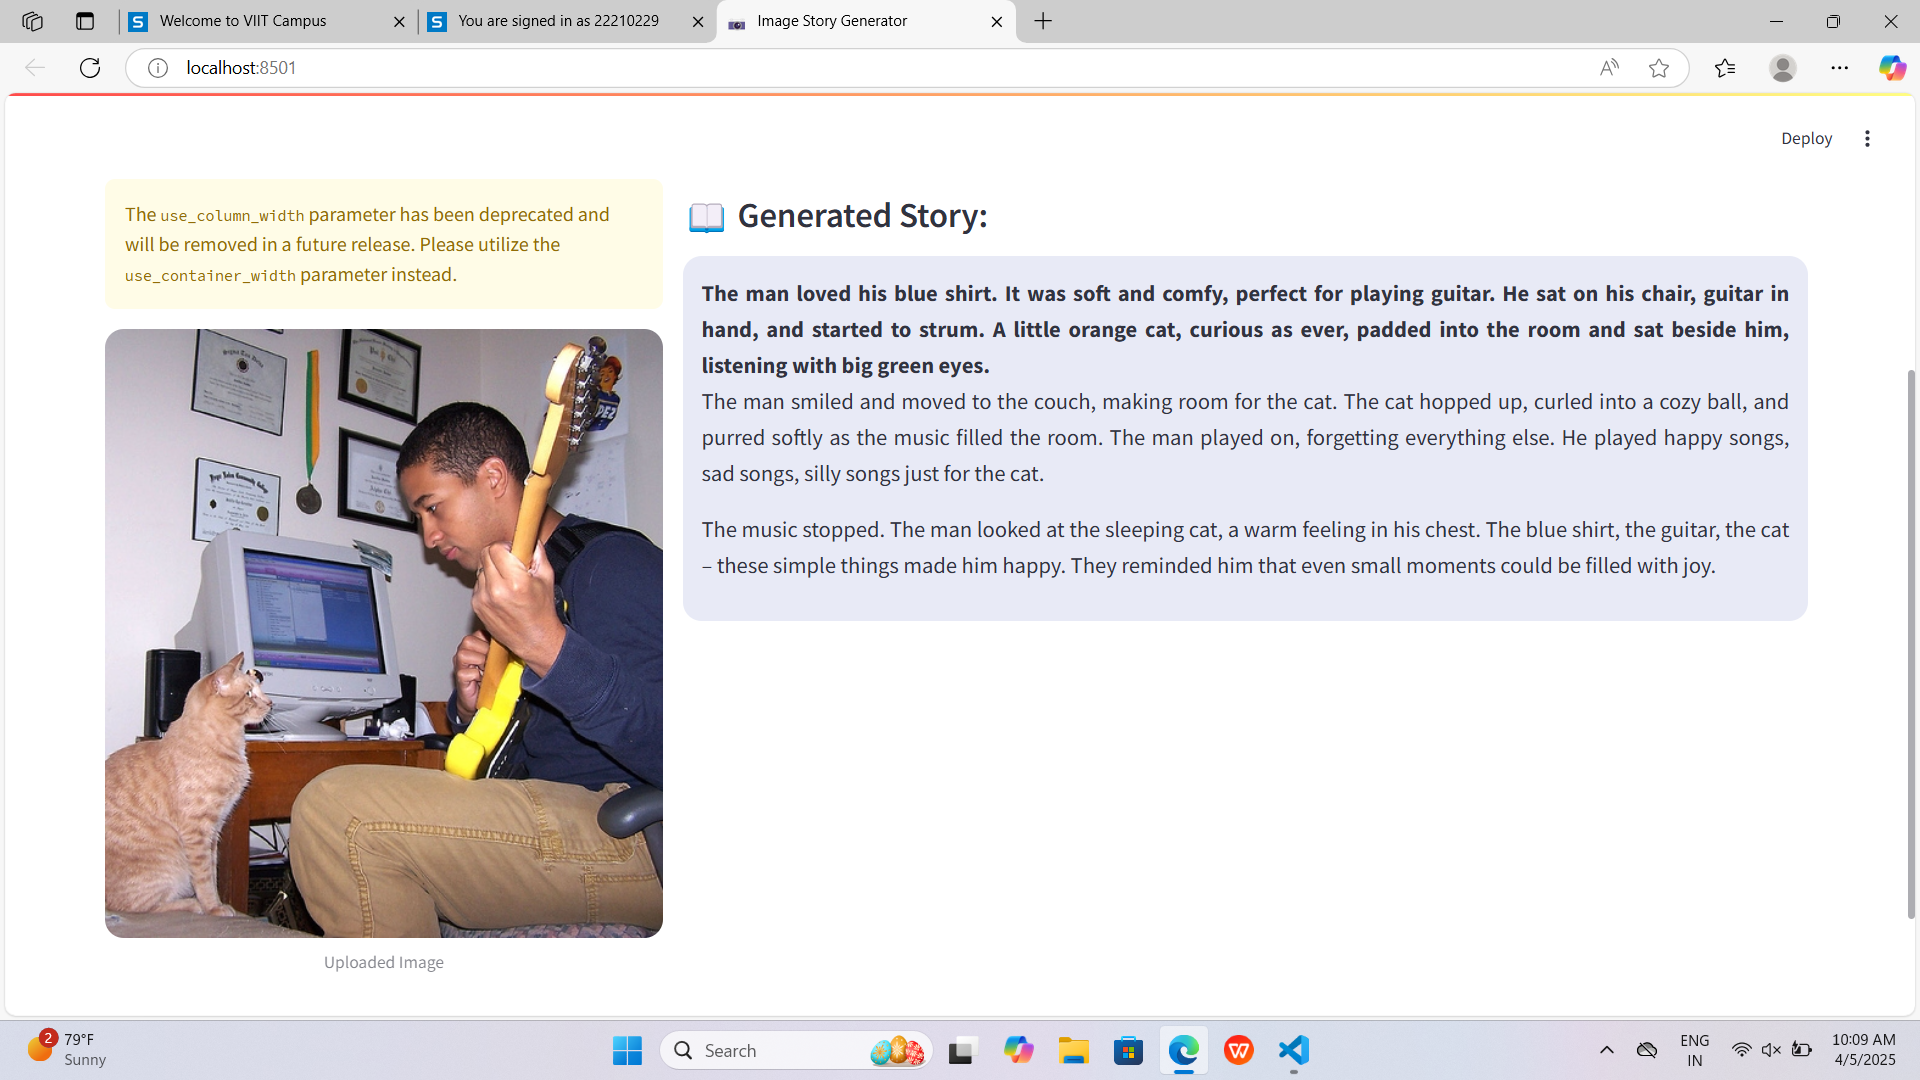 Welcome to VIIT Campus
You are signed in as 22210229
Image Story Generator
localhost:8501
Deploy
The use_column_width parameter has been deprecated and
will be removed in a future release. Please utilize the
use_container_width parameter instead.
PEZ
Uploaded Image
📖 Generated Story:
The man loved his blue shirt. It was soft and comfy, perfect for playing guitar. He sat on his chair, guitar in
hand, and started to strum. A little orange cat, curious as ever, padded into the room and sat beside him,
listening with big green eyes.
The man smiled and moved to the couch, making room for the cat. The cat hopped up, curled into a cozy ball, and
purred softly as the music filled the room. The man played on, forgetting everything else. He played happy songs,
sad songs, silly songs just for the cat.
The music stopped. The man looked at the sleeping cat, a warm feeling in his chest. The blue shirt, the guitar, the cat
– these simple things made him happy. They reminded him that even small moments could be filled with joy.
2
79°F
Sunny
Search
ENG
IN
10:09 AM
4/5/2025